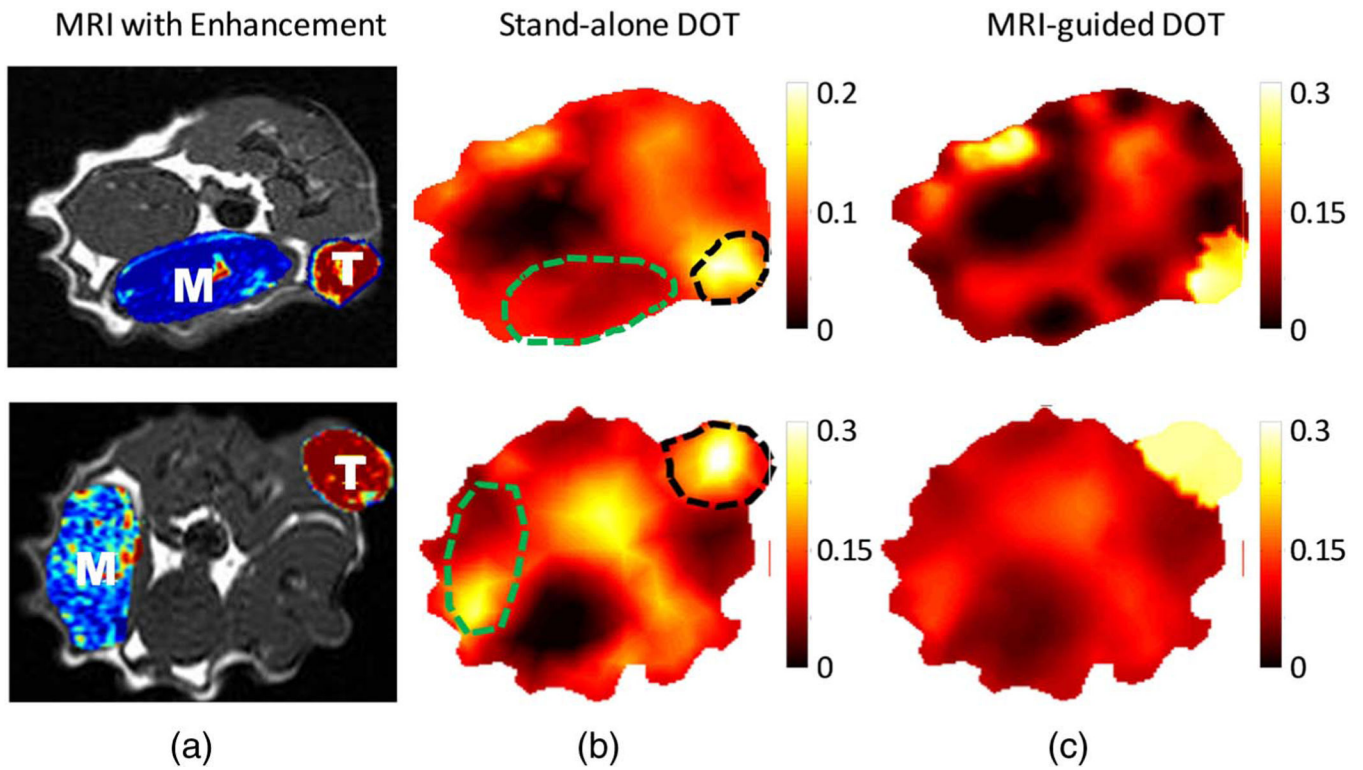 MRI with Enhancement
Stand-alone DOT
MRI-guided DOT
M
T
0.2
0.1
0
0.3
0.15
0
M
T
0.3
0.15
0
0.3
0.15
0
(a)
(b)
(c)